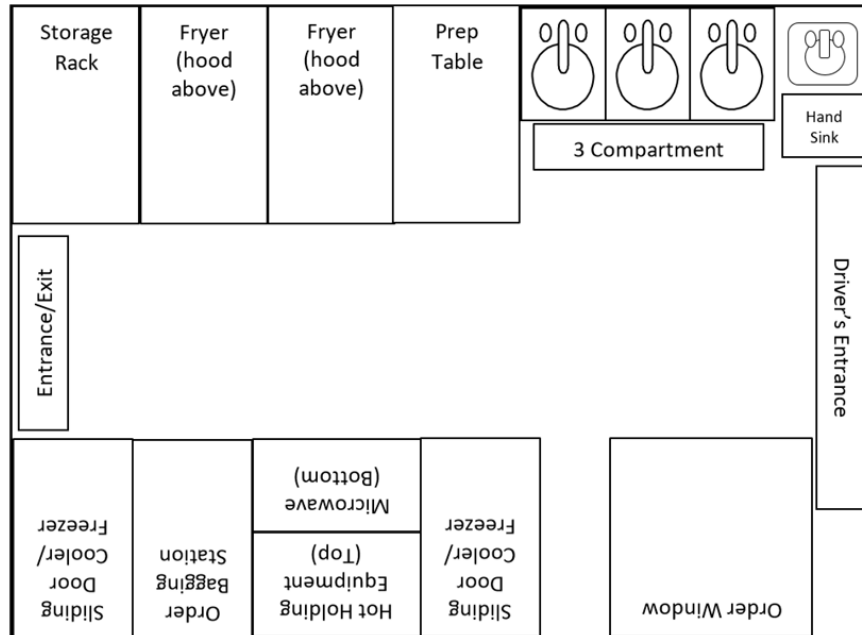 Storage
Rack
Fryer
(hood
above)
Fryer
(hood
above)
Prep
Table
3 Compartment
Hand
Sink
Entrance/Exit
Driver's Entrance
Sliding
Door
Cooler/
Freezer
Order
Bagging
Station
Hot Holding
Equipment
(Top)
Microwave
(Bottom)
Sliding
Door
Cooler/
Freezer
Order Window